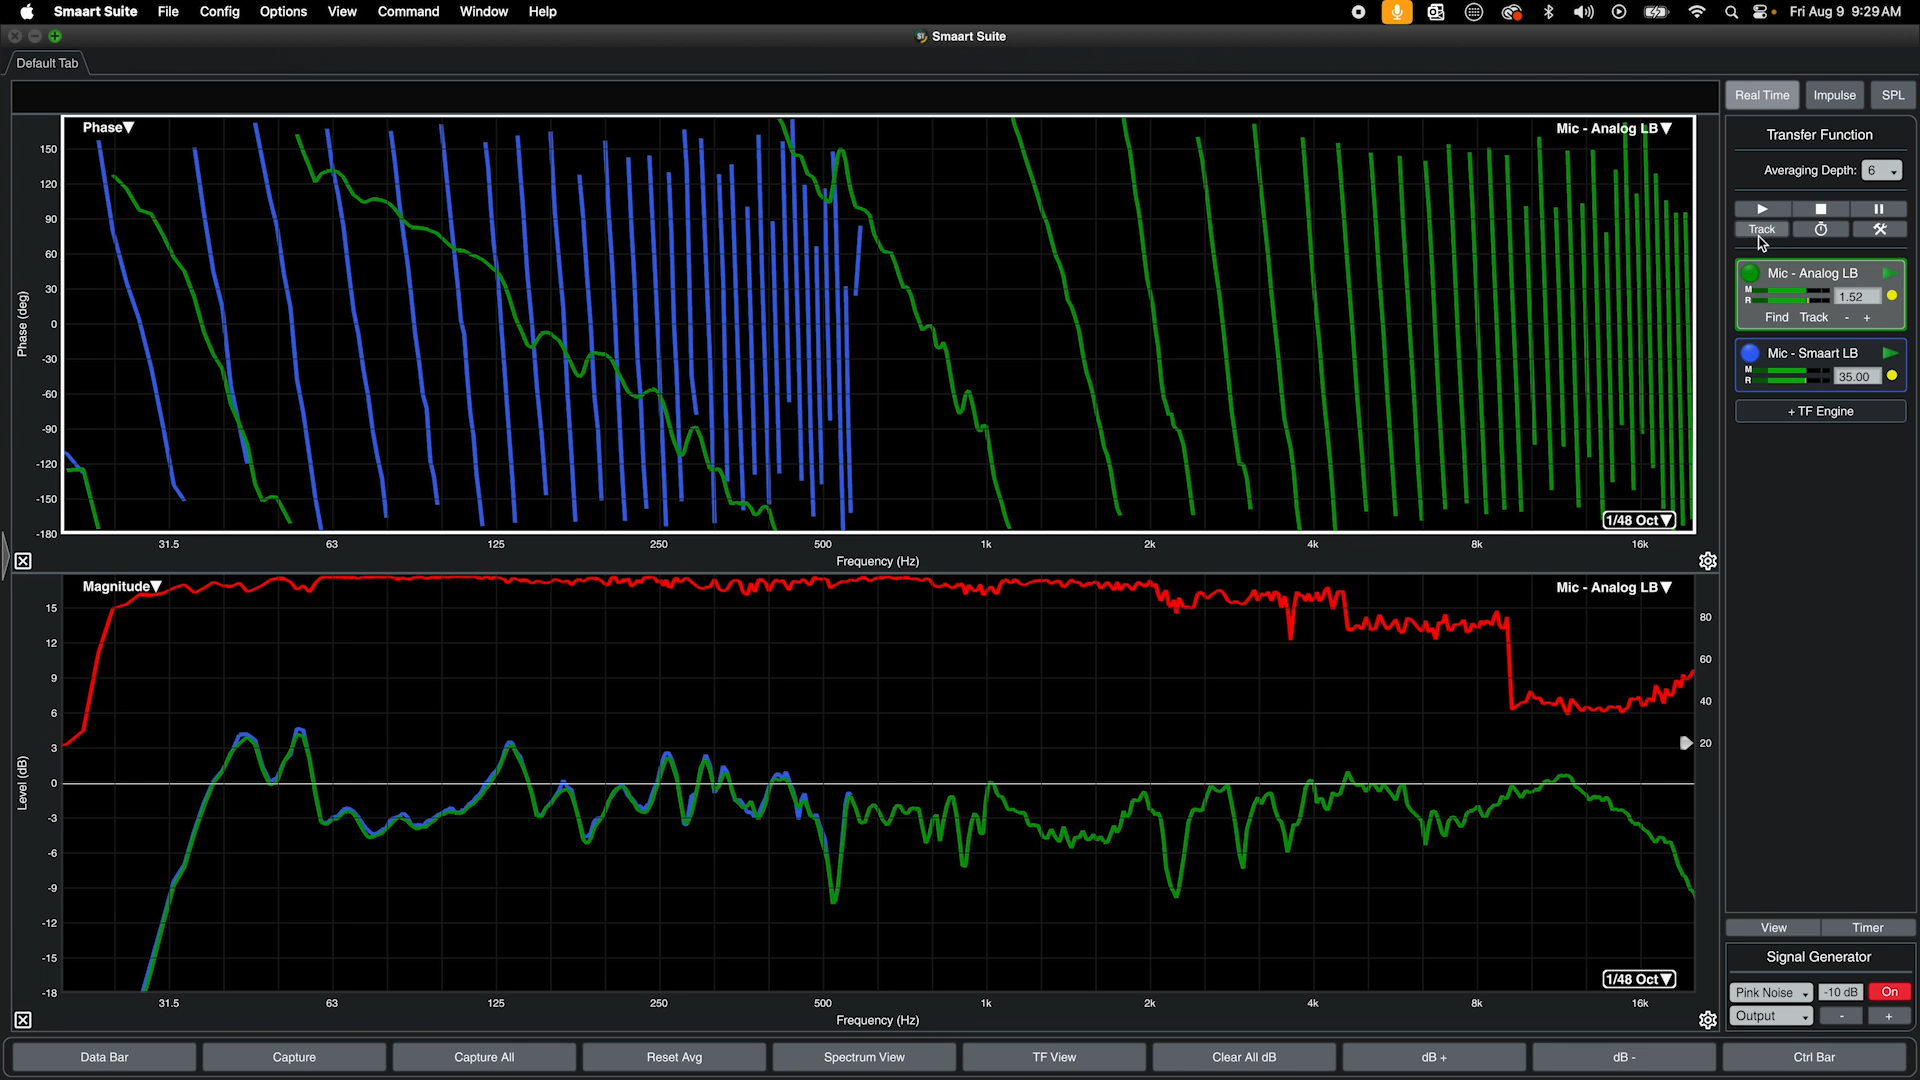 Smaart Suite File Config Options View Command Window Help Fri Aug 9 9:29 AM
Smaart Suite
Default Tab
Real Time Impulse SPL
Phase▼ Mic - Analog LB▼
Transfer Function
Averaging Depth: 6
Track
Mic - Analog LB
M
R 1.52
Find Track - +
Mic - Smaart LB
M
R 35.00
+ TF Engine
Phase (deg)
150
120
90
60
30
0
-30
-60
-90
-120
-150
-180
1/48 Oct▼
31.5 63 125 250 500 1k 2k 4k 8k 16k
Frequency (Hz)
Magnitude▼ Mic - Analog LB▼
Level (dB)
15
12
9
6
3
0
-3
-6
-9
-12
-15
-18
80
60
40
20
1/48 Oct▼
31.5 63 125 250 500 1k 2k 4k 8k 16k
Frequency (Hz)
View Timer
Signal Generator
Pink Noise -10 dB On
Output - +
Data Bar Capture Capture All Reset Avg Spectrum View TF View Clear All dB dB + dB - Ctrl Bar